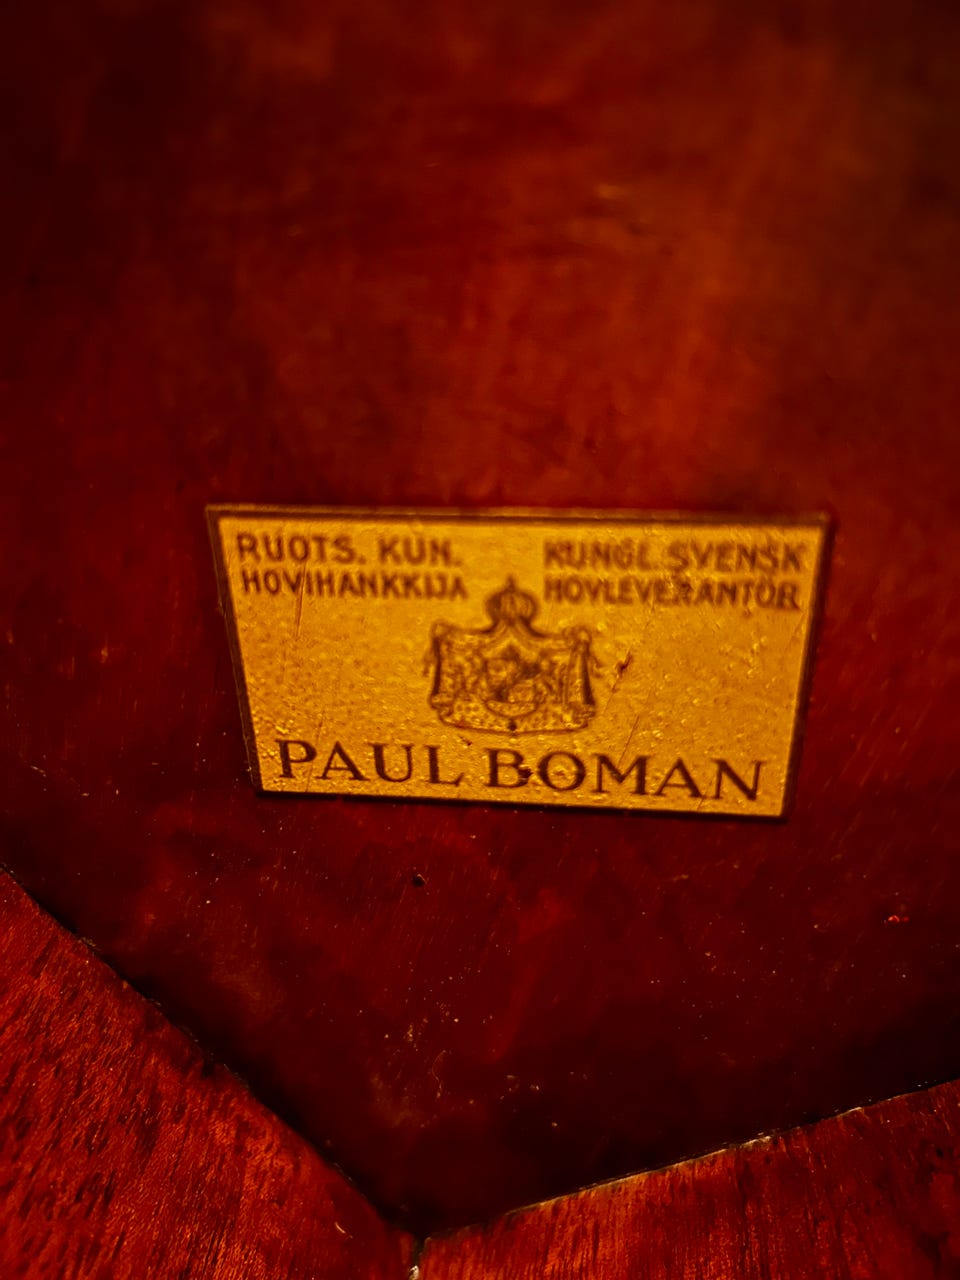 RUOTS. KUN.
HOVIHANKKIJA
KUNGL. SVENSK
HOVLEVERANTÖR
PAUL BOMAN